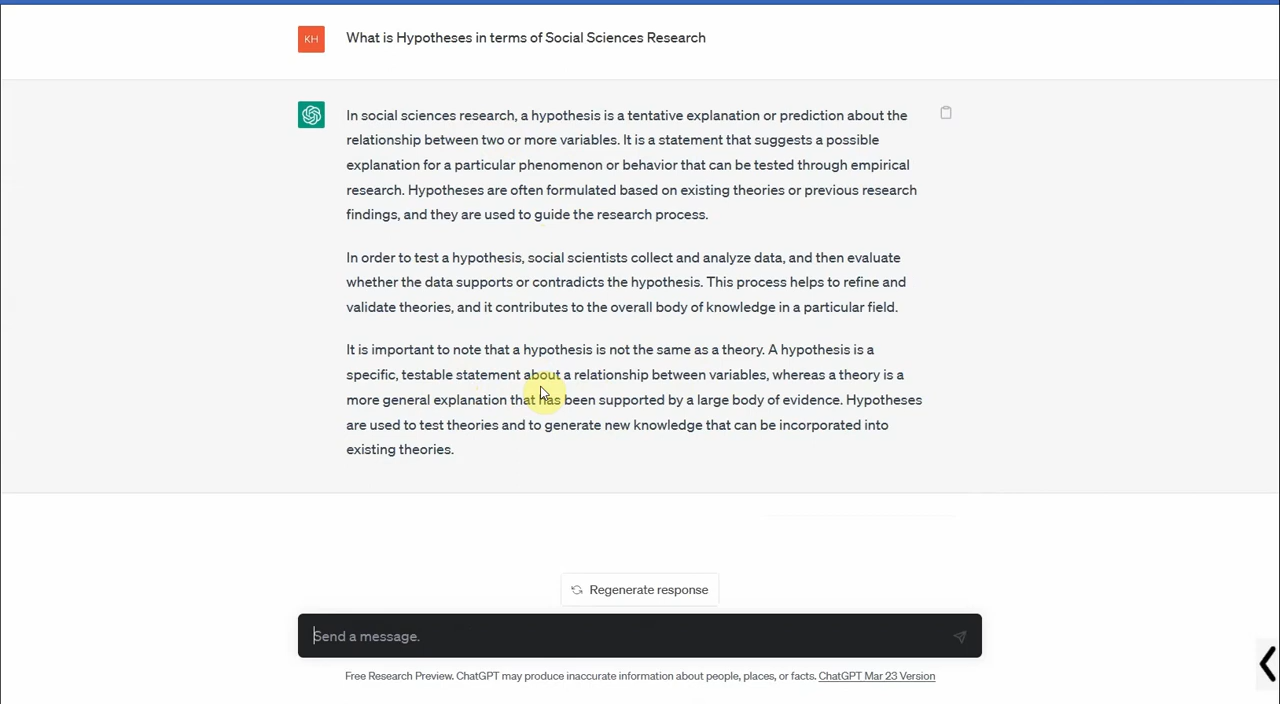 KH
What is Hypotheses in terms of Social Sciences Research
In social sciences research, a hypothesis is a tentative explanation or prediction about the
relationship between two or more variables. It is a statement that suggests a possible
explanation for a particular phenomenon or behavior that can be tested through empirical
research. Hypotheses are often formulated based on existing theories or previous research
findings, and they are used to guide the research process.
In order to test a hypothesis, social scientists collect and analyze data, and then evaluate
whether the data supports or contradicts the hypothesis. This process helps to refine and
validate theories, and it contributes to the overall body of knowledge in a particular field.
It is important to note that a hypothesis is not the same as a theory. A hypothesis is a
specific, testable statement about a relationship between variables, whereas a theory is a
more general explanation that has been supported by a large body of evidence. Hypotheses
are used to test theories and to generate new knowledge that can be incorporated into
existing theories.
Regenerate response
Send a message.
Free Research Preview. ChatGPT may produce inaccurate information about people, places, or facts. ChatGPT Mar 23 Version